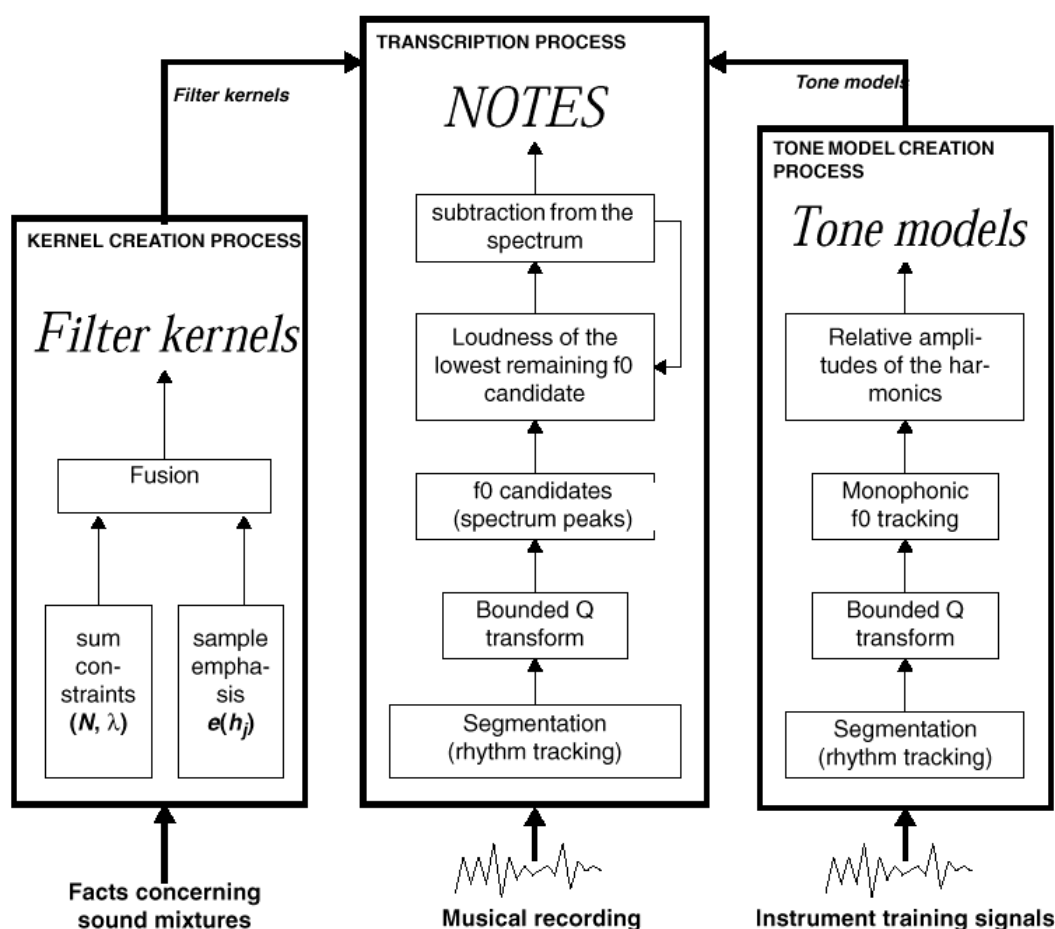 TRANSCRIPTION PROCESS
Filter kernels
NOTES
Tone models
subtraction from the
spectrum
Loudness of the
lowest remaining f0
candidate
f0 candidates
(spectrum peaks)
Bounded Q
transform
Segmentation
(rhythm tracking)
Musical recording
KERNEL CREATION PROCESS
Filter kernels
Fusion
sum
con-
straints
(N, λ)
sample
empha-
sis
e(hj)
Facts concerning
sound mixtures
TONE MODEL CREATION
PROCESS
Tone models
Relative ampli-
tudes of the har-
monics
Monophonic
f0 tracking
Bounded Q
transform
Segmentation
(rhythm tracking)
Instrument training signals